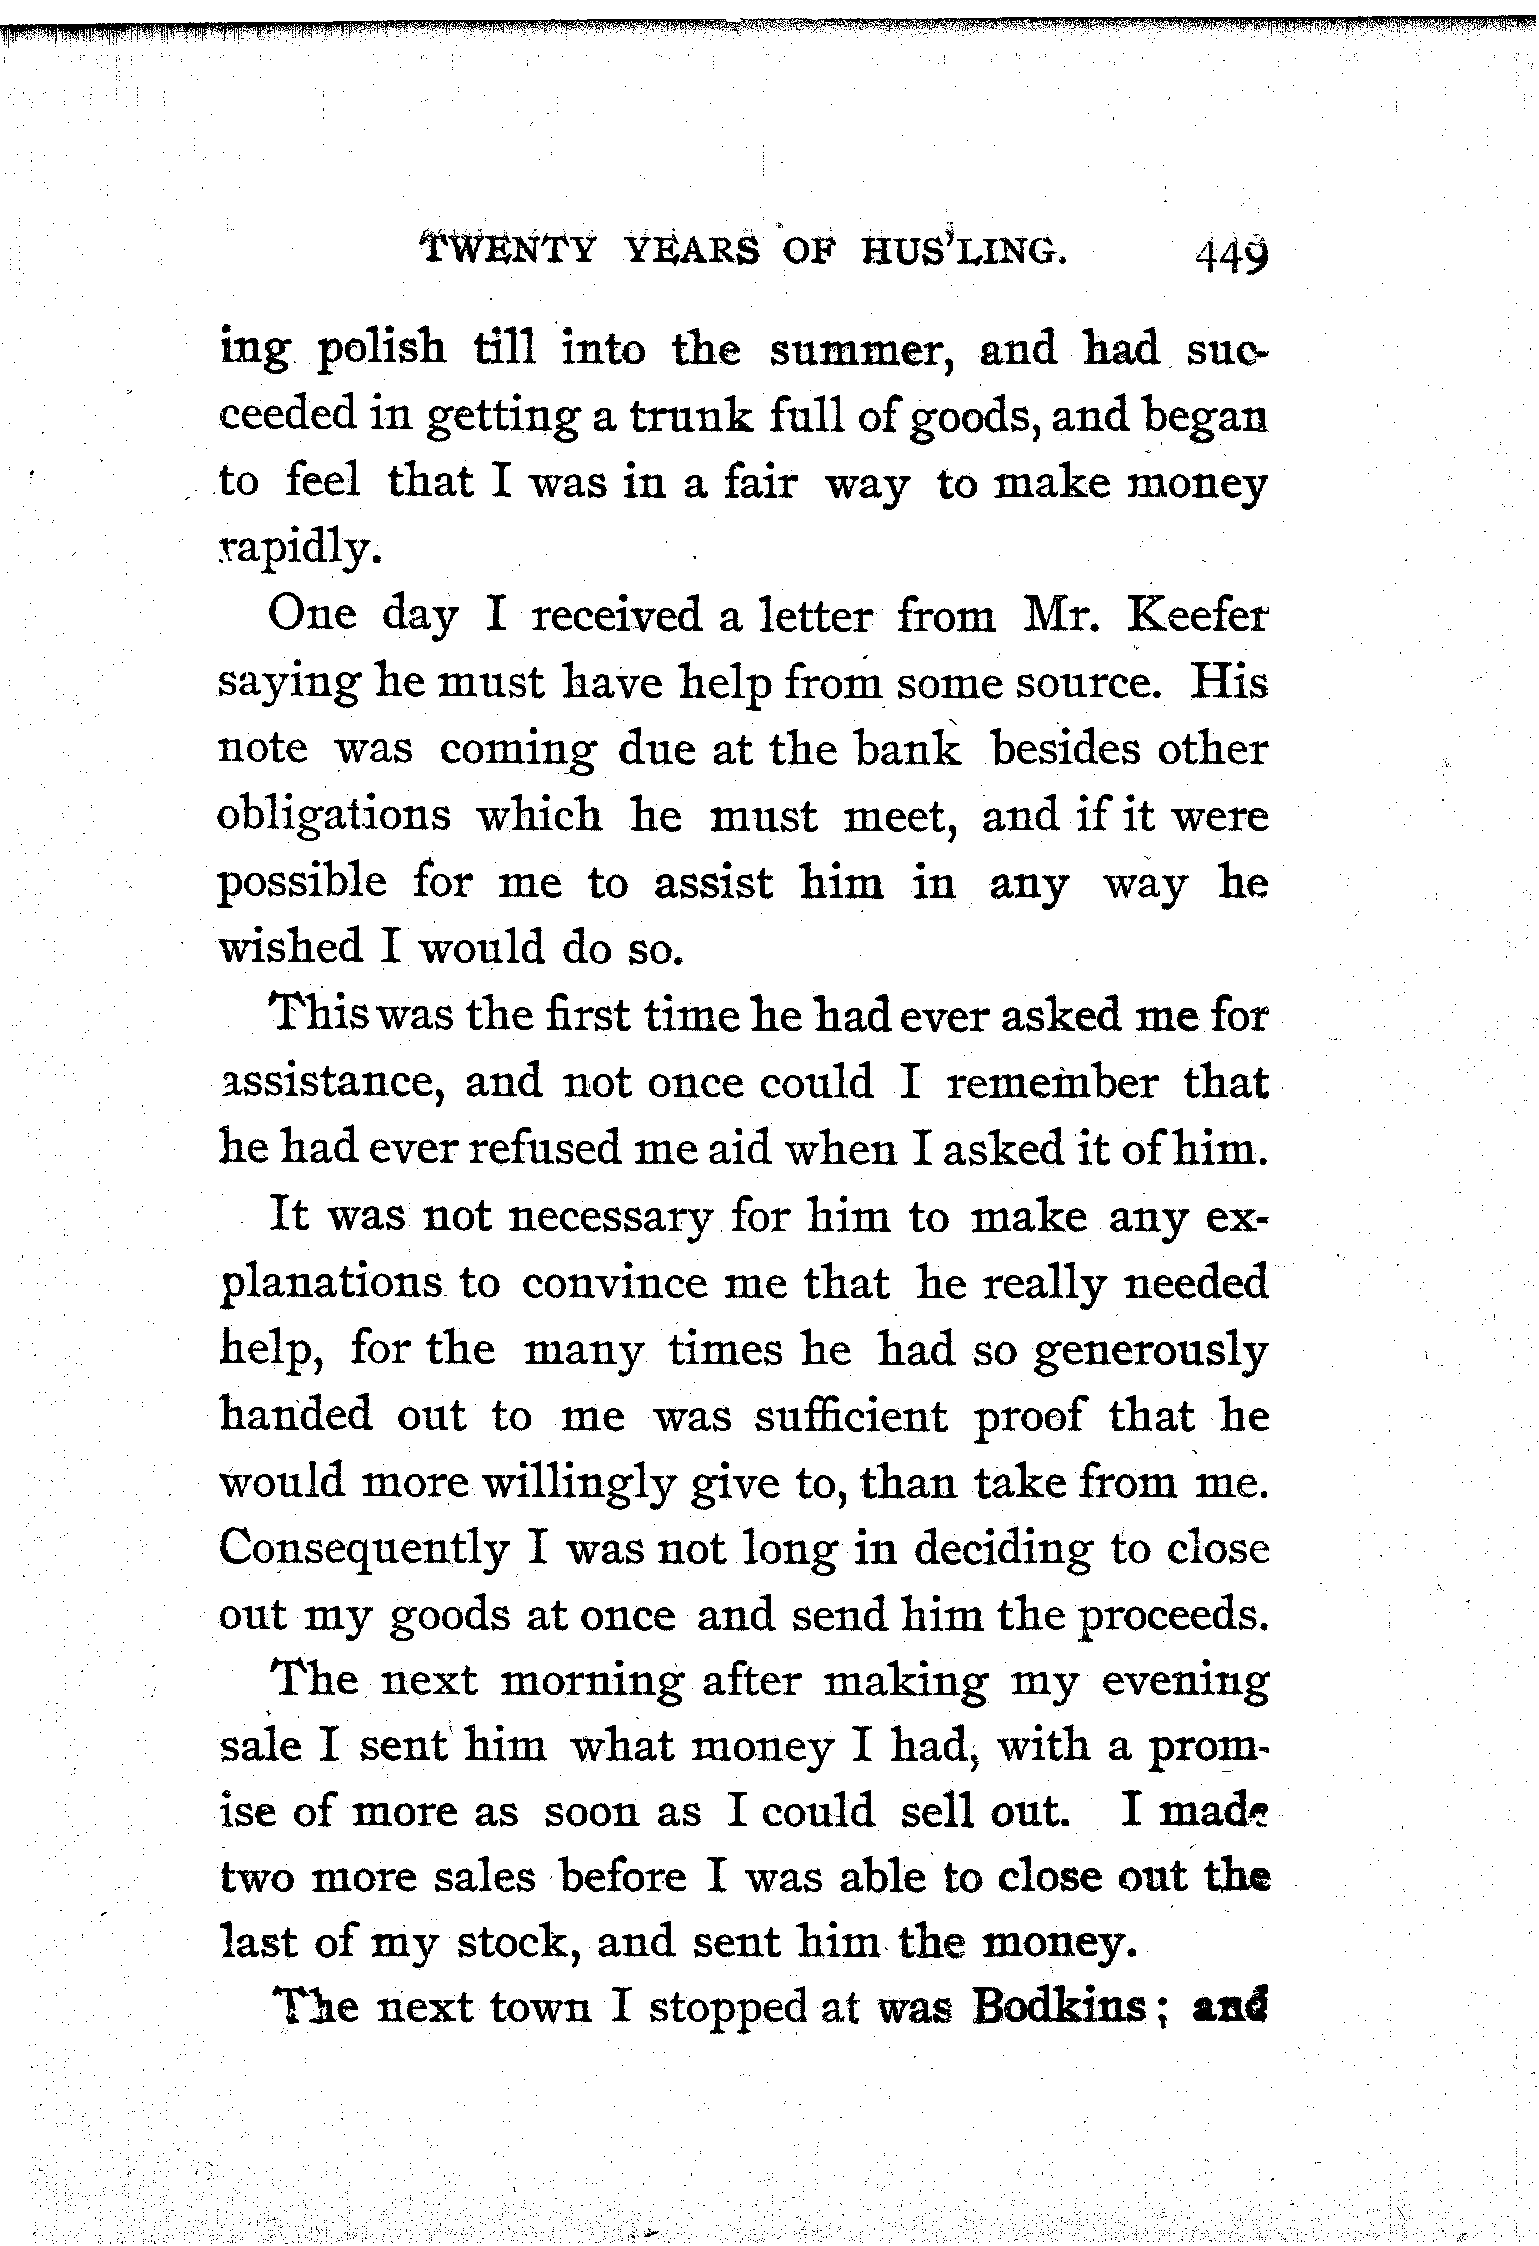 TWENTY YEARS OF HUS'LING. 449
ing polish till into the summer, and had suc-
ceeded in getting a trunk full of goods, and began
to feel that I was in a fair way to make money
rapidly.
One day I received a letter from Mr. Keefer
saying he must have help from some source. His
note was coming due at the bank besides other
obligations which he must meet, and if it were
possible for me to assist him in any way he
wished I would do so.
This was the first time he had ever asked me for
assistance, and not once could I remember that
he had ever refused me aid when I asked it of him.
It was not necessary for him to make any ex-
planations to convince me that he really needed
help, for the many times he had so generously
handed out to me was sufficient proof that he
would more willingly give to, than take from me.
Consequently I was not long in deciding to close
out my goods at once and send him the proceeds.
The next morning after making my evening
sale I sent him what money I had, with a prom-
ise of more as soon as I could sell out. I made
two more sales before I was able to close out the
last of my stock, and sent him the money.
The next town I stopped at was Bodkins; and